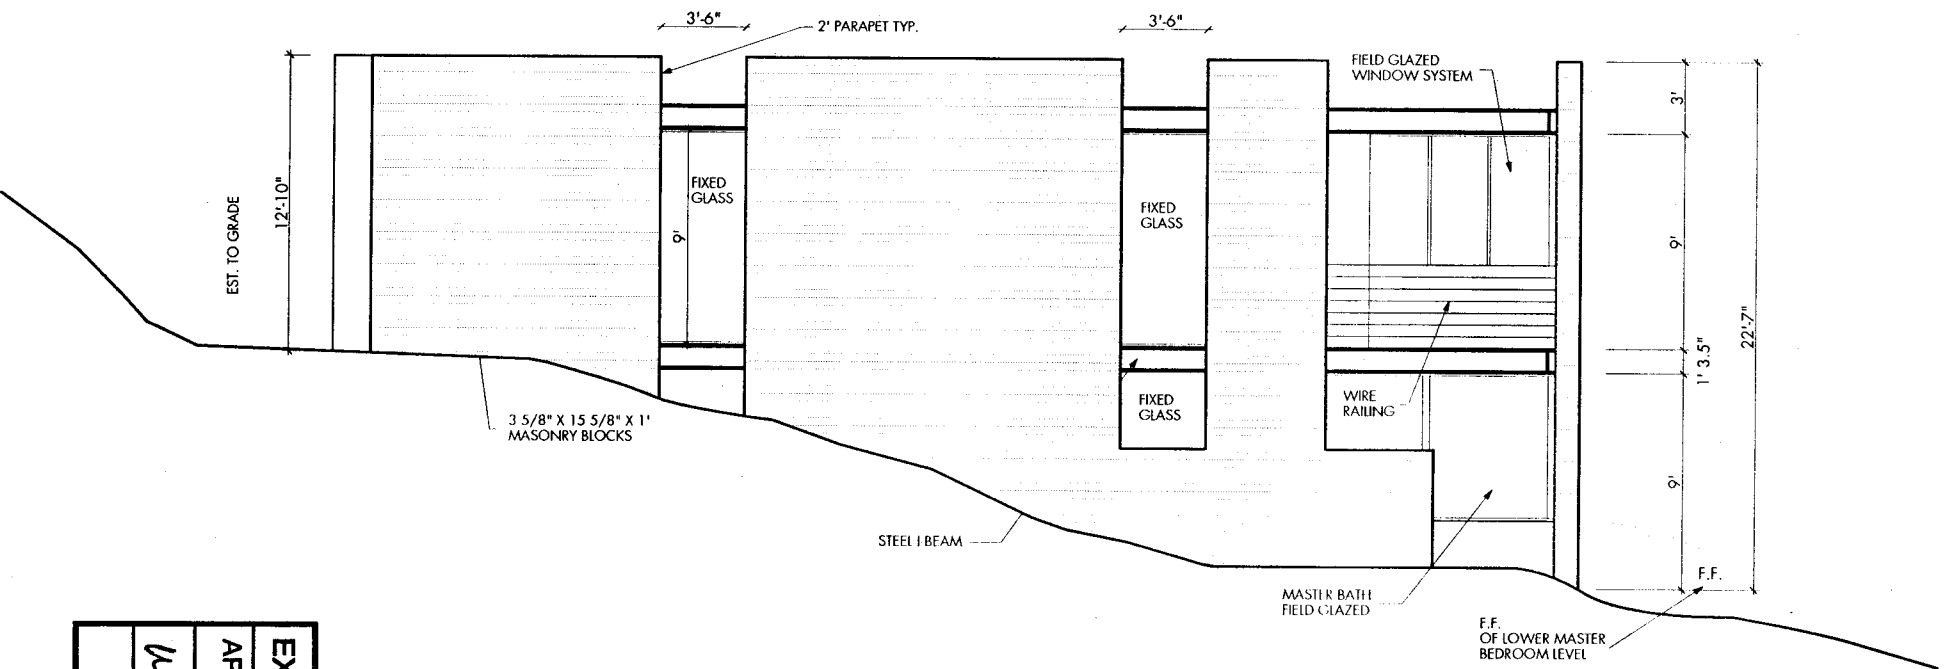 3'-6"
2' PARAPET TYP.
3'-6"
FIELD GLAZED
WINDOW SYSTEM
3'
EST. TO GRADE
12'-10"
FIXED
GLASS
9'
FIXED
GLASS
9'
22'-7"
1' 3.5"
WIRE
RAILING
FIXED
GLASS
3 5/8" X 15 5/8" X 1'
MASONRY BLOCKS
9'
STEEL I BEAM
MASTER BATH
FIELD GLAZED
F.F.
F.F.
OF LOWER MASTER
BEDROOM LEVEL